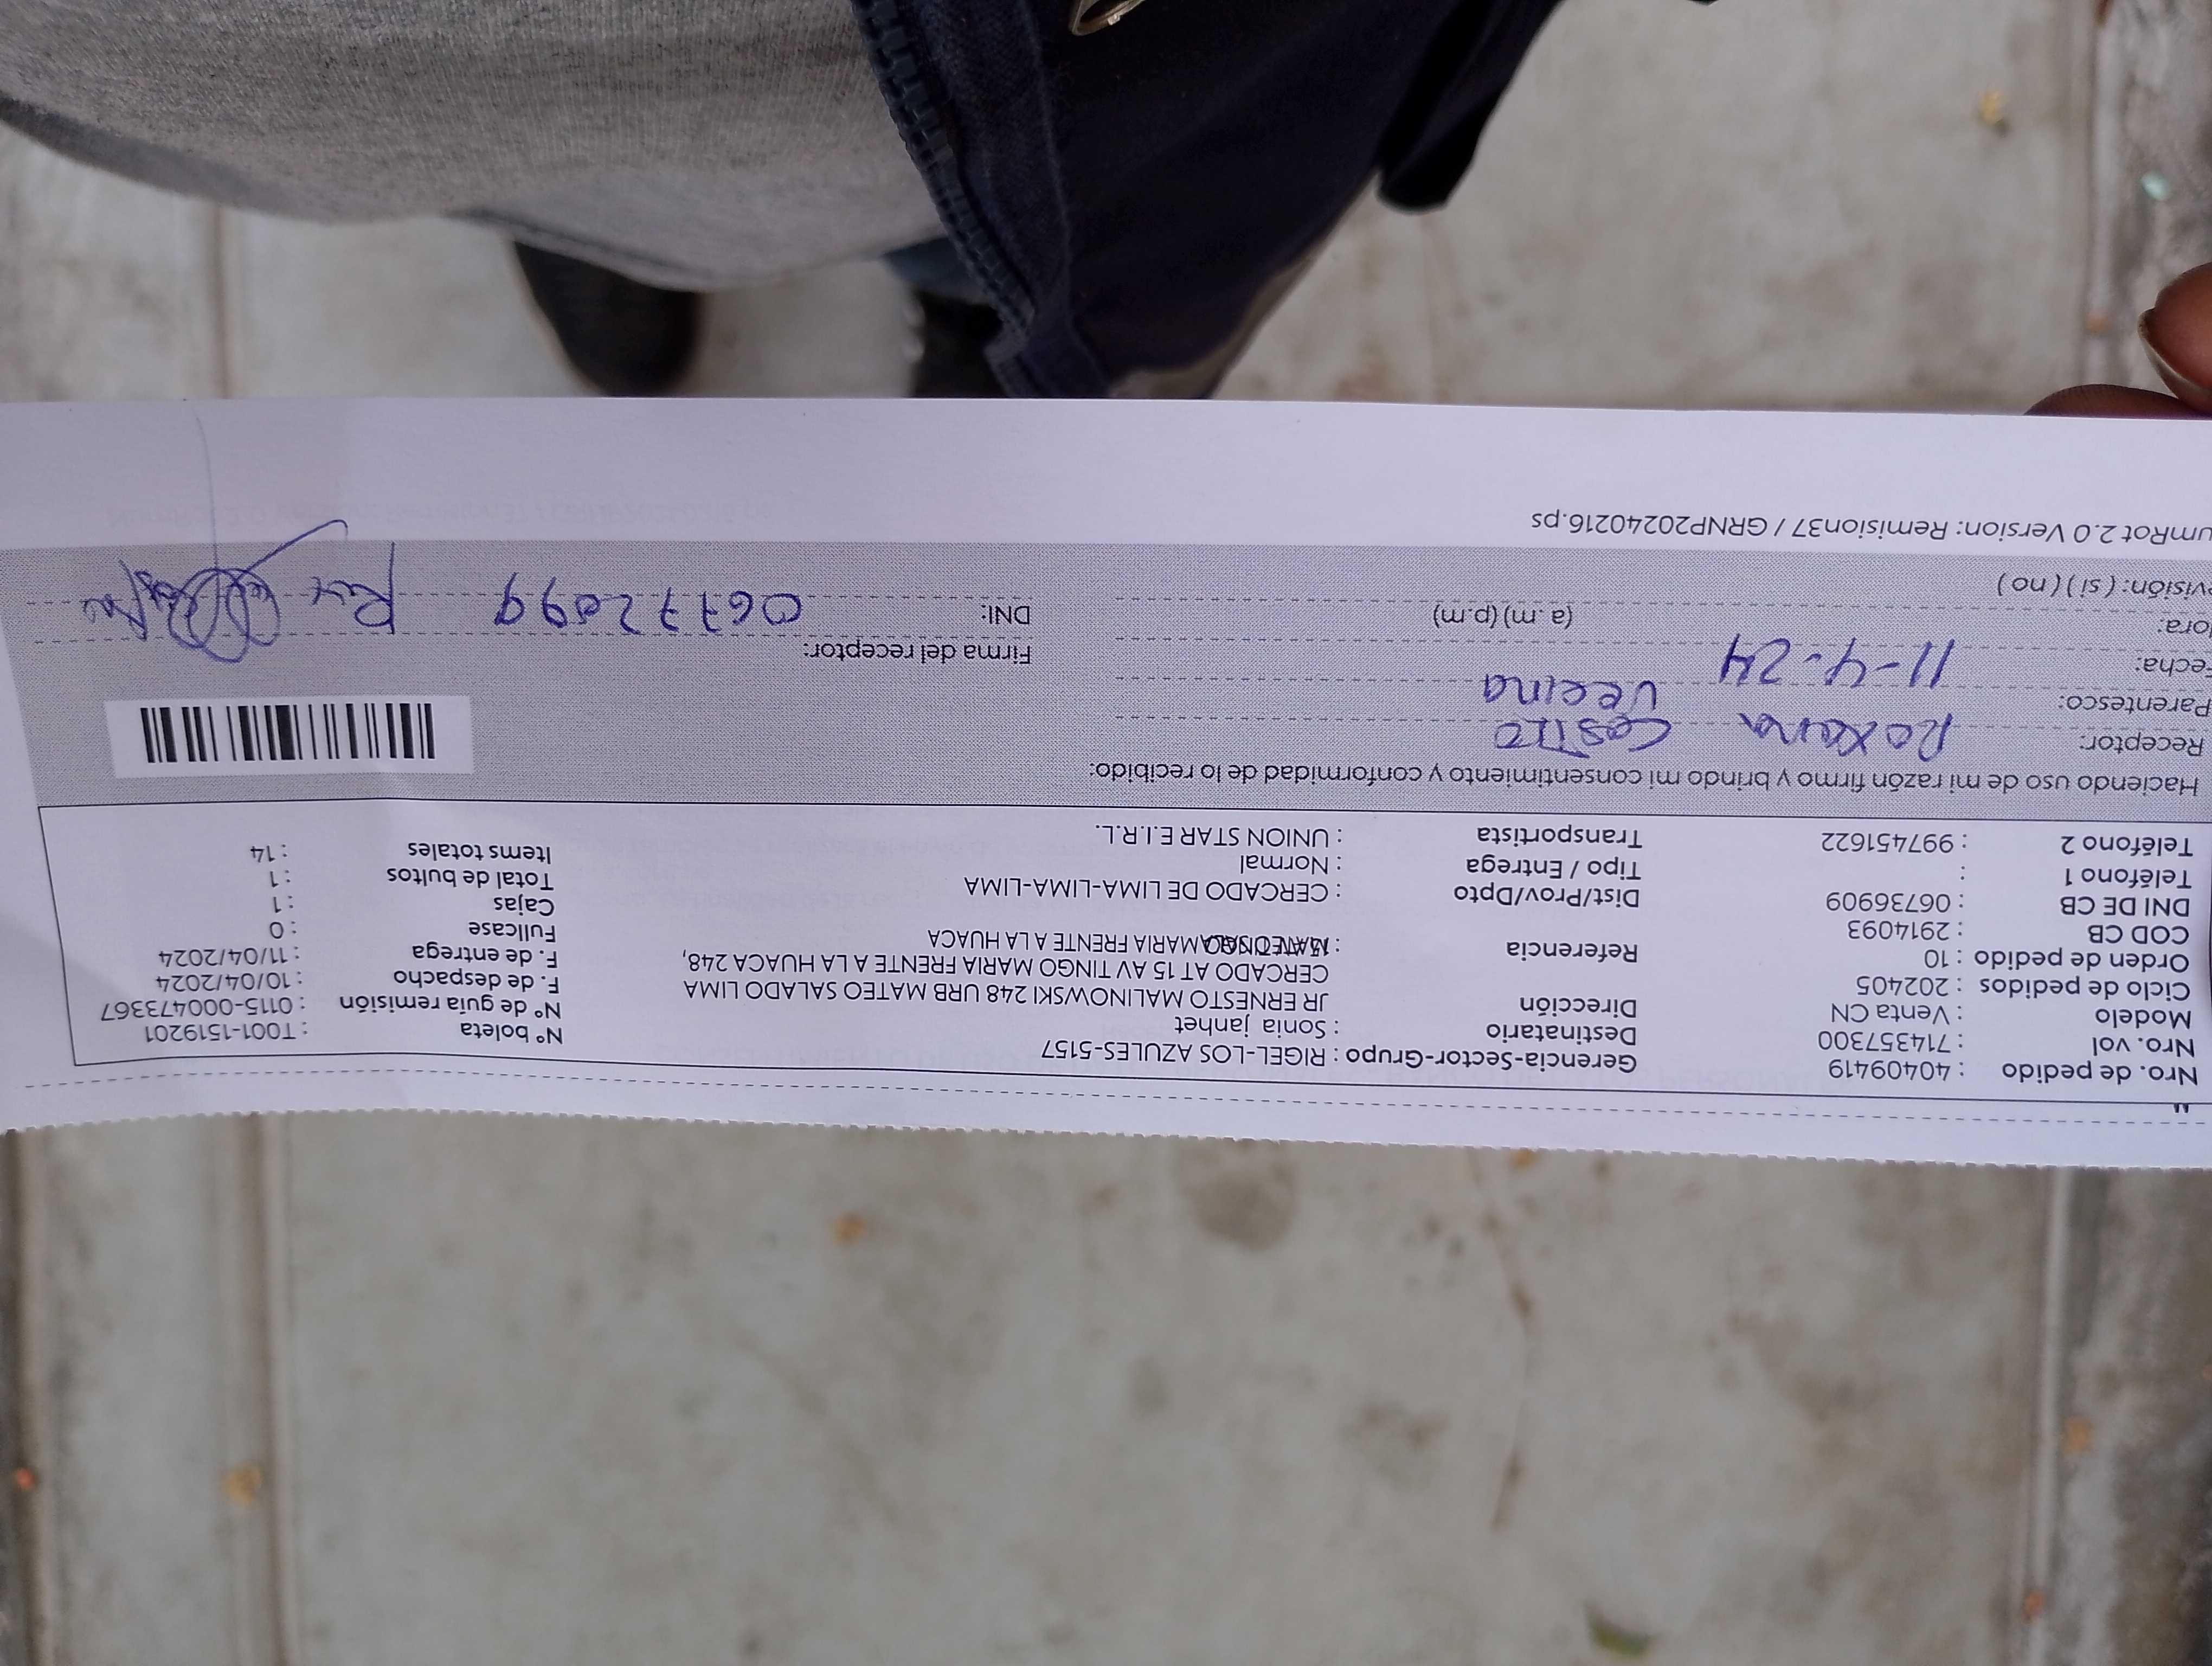 Nro. de pedido : 40409419 Gerencia-Sector-Grupo : RIGEL-LOS AZULES-5157 N° boleta : T001-1519201
Nro. vol : 714357300 Destinatario : Sonia janhet N° de guía remisión : 0115-000473367
Modelo : Venta CN Dirección JR ERNESTO MALINOWSKI 248 URB MATEO SALADO LIMA F. de despacho : 10/04/2024
Ciclo de pedidos : 202405 CERCADO AT 15 AV TINGO MARIA FRENTE A LA HUACA 248, F. de entrega : 11/04/2024
Orden de pedido : 10 Referencia : MARIA FRENTE A LA HUACA Fullcase : 0
COD CB : 2914093 Cajas : 1
DNI DE CB : 06736909 Dist/Prov/Dpto : CERCADO DE LIMA-LIMA-LIMA Total de bultos : 1
Teléfono 1 : Tipo / Entrega : Normal Items totales : 14
Teléfono 2 : 997451622 Transportista : UNION STAR E.I.R.L.
Haciendo uso de mi razón firmo y brindo mi consentimiento y conformidad de lo recibido:
Receptor: Roxana Castro
Parentesco: Vecina
Fecha: 11-4-24 Firma del receptor:
ora: (a. m) (p.m) DNI: 06772099
visión: ( si ) ( no )
umRot 2.0 Version: Remision37 / GRNP20240216.ps